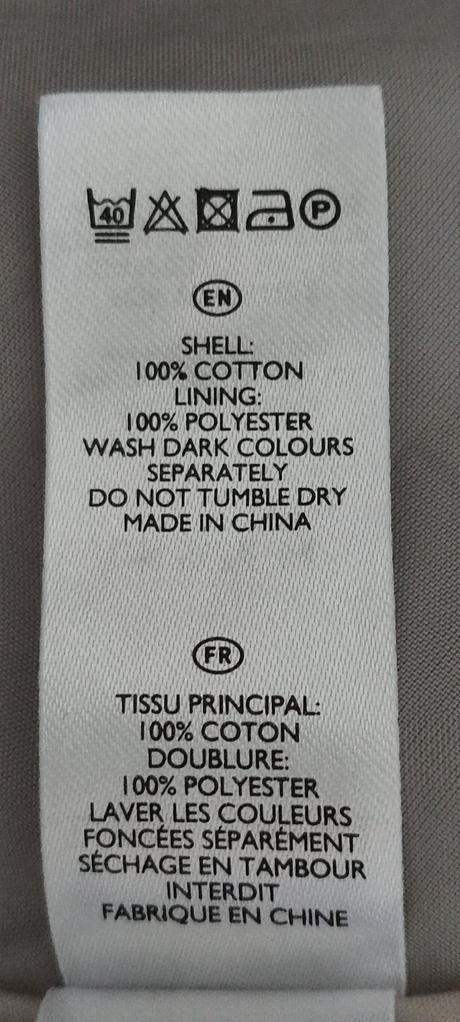 40 P
EN
SHELL:
100% COTTON
LINING:
100% POLYESTER
WASH DARK COLOURS
SEPARATELY
DO NOT TUMBLE DRY
MADE IN CHINA
FR
TISSU PRINCIPAL:
100% COTON
DOUBLURE:
100% POLYESTER
LAVER LES COULEURS
FONCÉES SÉPARÉMENT
SÉCHAGE EN TAMBOUR
INTERDIT
FABRIQUE EN CHINE